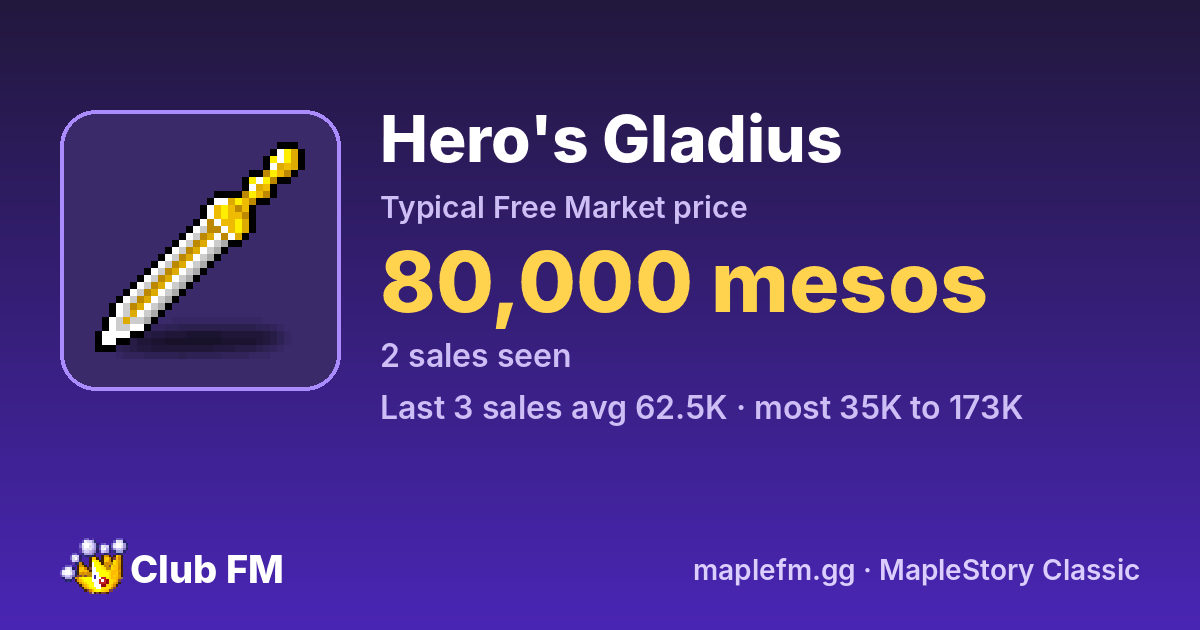 Hero's Gladius
Typical Free Market price
80,000 mesos
2 sales seen
Last 3 sales avg 62.5K · most 35K to 173K
Club FM
maplefm.gg · MapleStory Classic